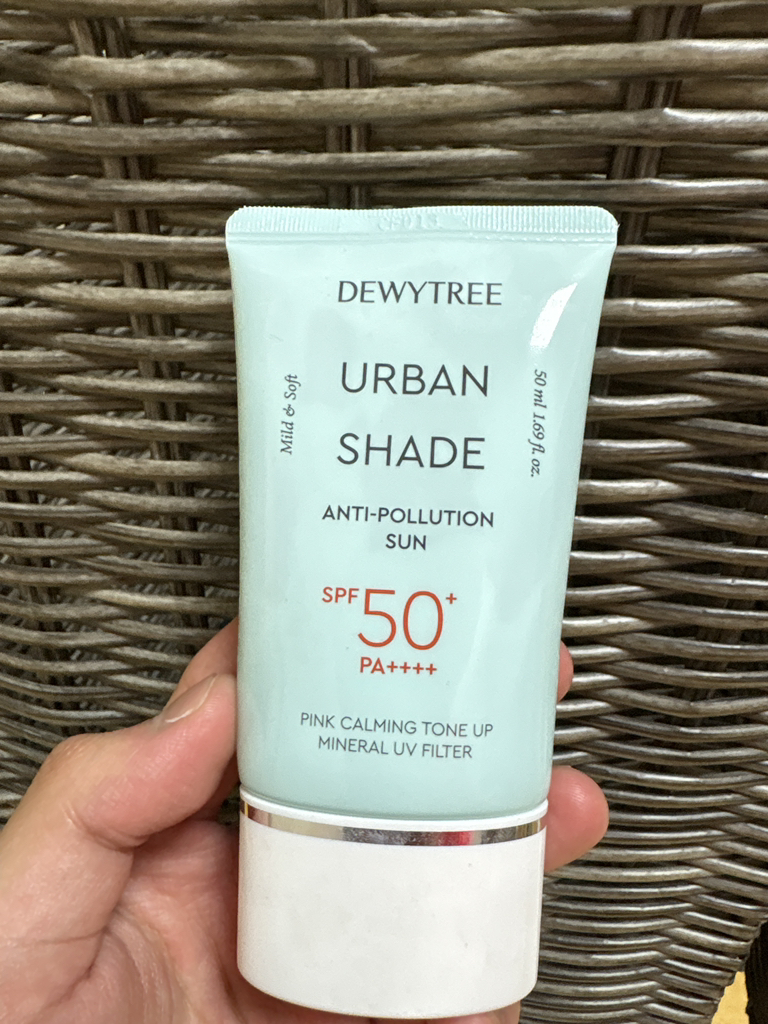 DEWYTREE
URBAN
SHADE
Mild & Soft
50 ml 1.69 fl. oz.
ANTI-POLLUTION
SUN
SPF 50+
PA++++
PINK CALMING TONE UP
MINERAL UV FILTER